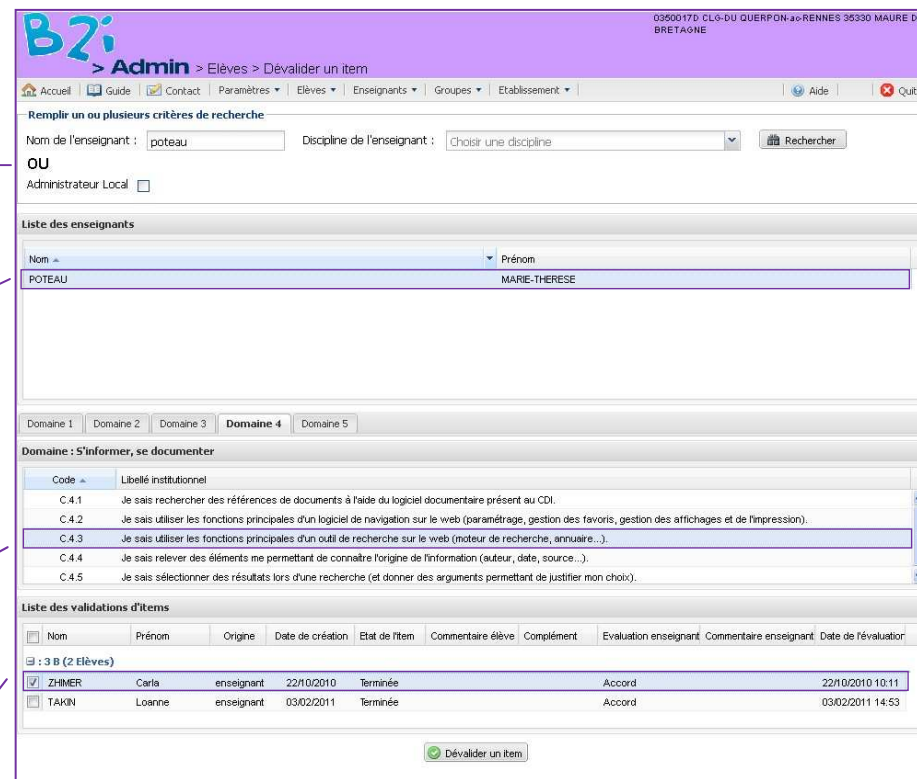 B2i
0350017D CLG-DU QUERPON-ac-RENNES 35330 MAURE D
BRETAGNE
> Admin > Elèves > Dévalider un item
Accueil Guide Contact Paramètres Elèves Enseignants Groupes Etablissement Aide Quit
Remplir un ou plusieurs critères de recherche
Nom de l'enseignant : poteau Discipline de l'enseignant : Choisir une discipline Rechercher
OU
Administrateur Local
Liste des enseignants
Nom Prénom
POTEAU MARIE-THERESE
Domaine 1 Domaine 2 Domaine 3 Domaine 4 Domaine 5
Domaine : S'informer, se documenter
Code Libellé institutionnel
C.4.1 Je sais rechercher des références de documents à l'aide du logiciel documentaire présent au CDI.
C.4.2 Je sais utiliser les fonctions principales d'un logiciel de navigation sur le web (paramétrage, gestion des favoris, gestion des affichages et de l'impression).
C.4.3 Je sais utiliser les fonctions principales d'un outil de recherche sur le web (moteur de recherche, annuaire...).
C.4.4 Je sais relever des éléments me permettant de connaître l'origine de l'information (auteur, date, source...).
C.4.5 Je sais sélectionner des résultats lors d'une recherche (et donner des arguments permettant de justifier mon choix).
Liste des validations d'items
Nom Prénom Origine Date de création Etat de l'item Commentaire élève Complément Evaluation enseignant Commentaire enseignant Date de l'évaluation
: 3 B (2 Elèves)
ZHIMER Carla enseignant 22/10/2010 Terminée Accord 22/10/2010 10:11
TAKIN Loanne enseignant 03/02/2011 Terminée Accord 03/02/2011 14:53
Dévalider un item